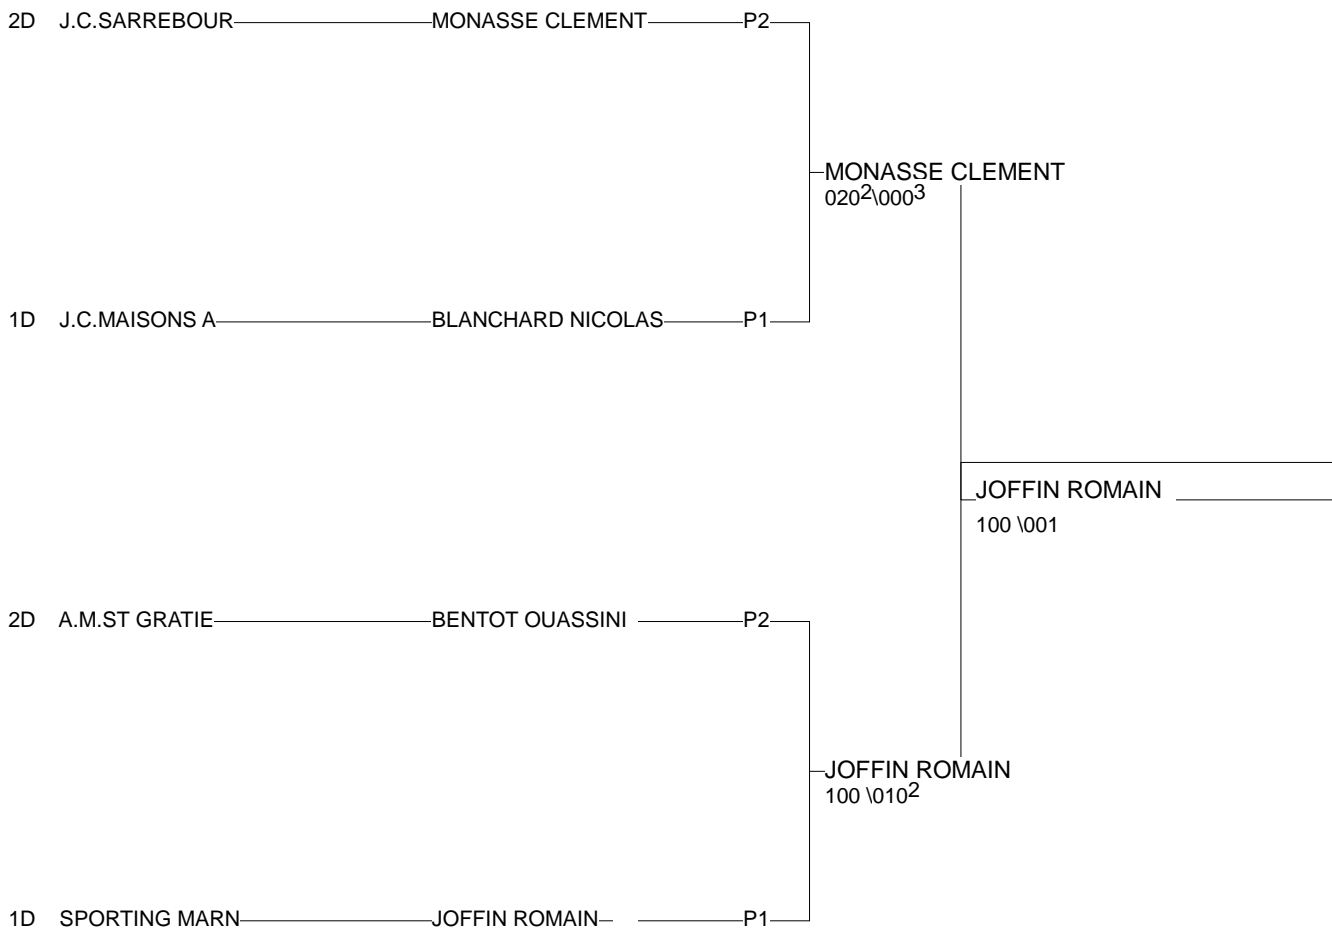 2D J.C.SARREBOUR MONASSE CLEMENT P2
MONASSE CLEMENT
020²\000³
1D J.C.MAISONS A BLANCHARD NICOLAS P1
JOFFIN ROMAIN
100 \001
2D A.M.ST GRATIE BENTOT OUASSINI P2
JOFFIN ROMAIN
100 \010²
1D SPORTING MARN JOFFIN ROMAIN P1